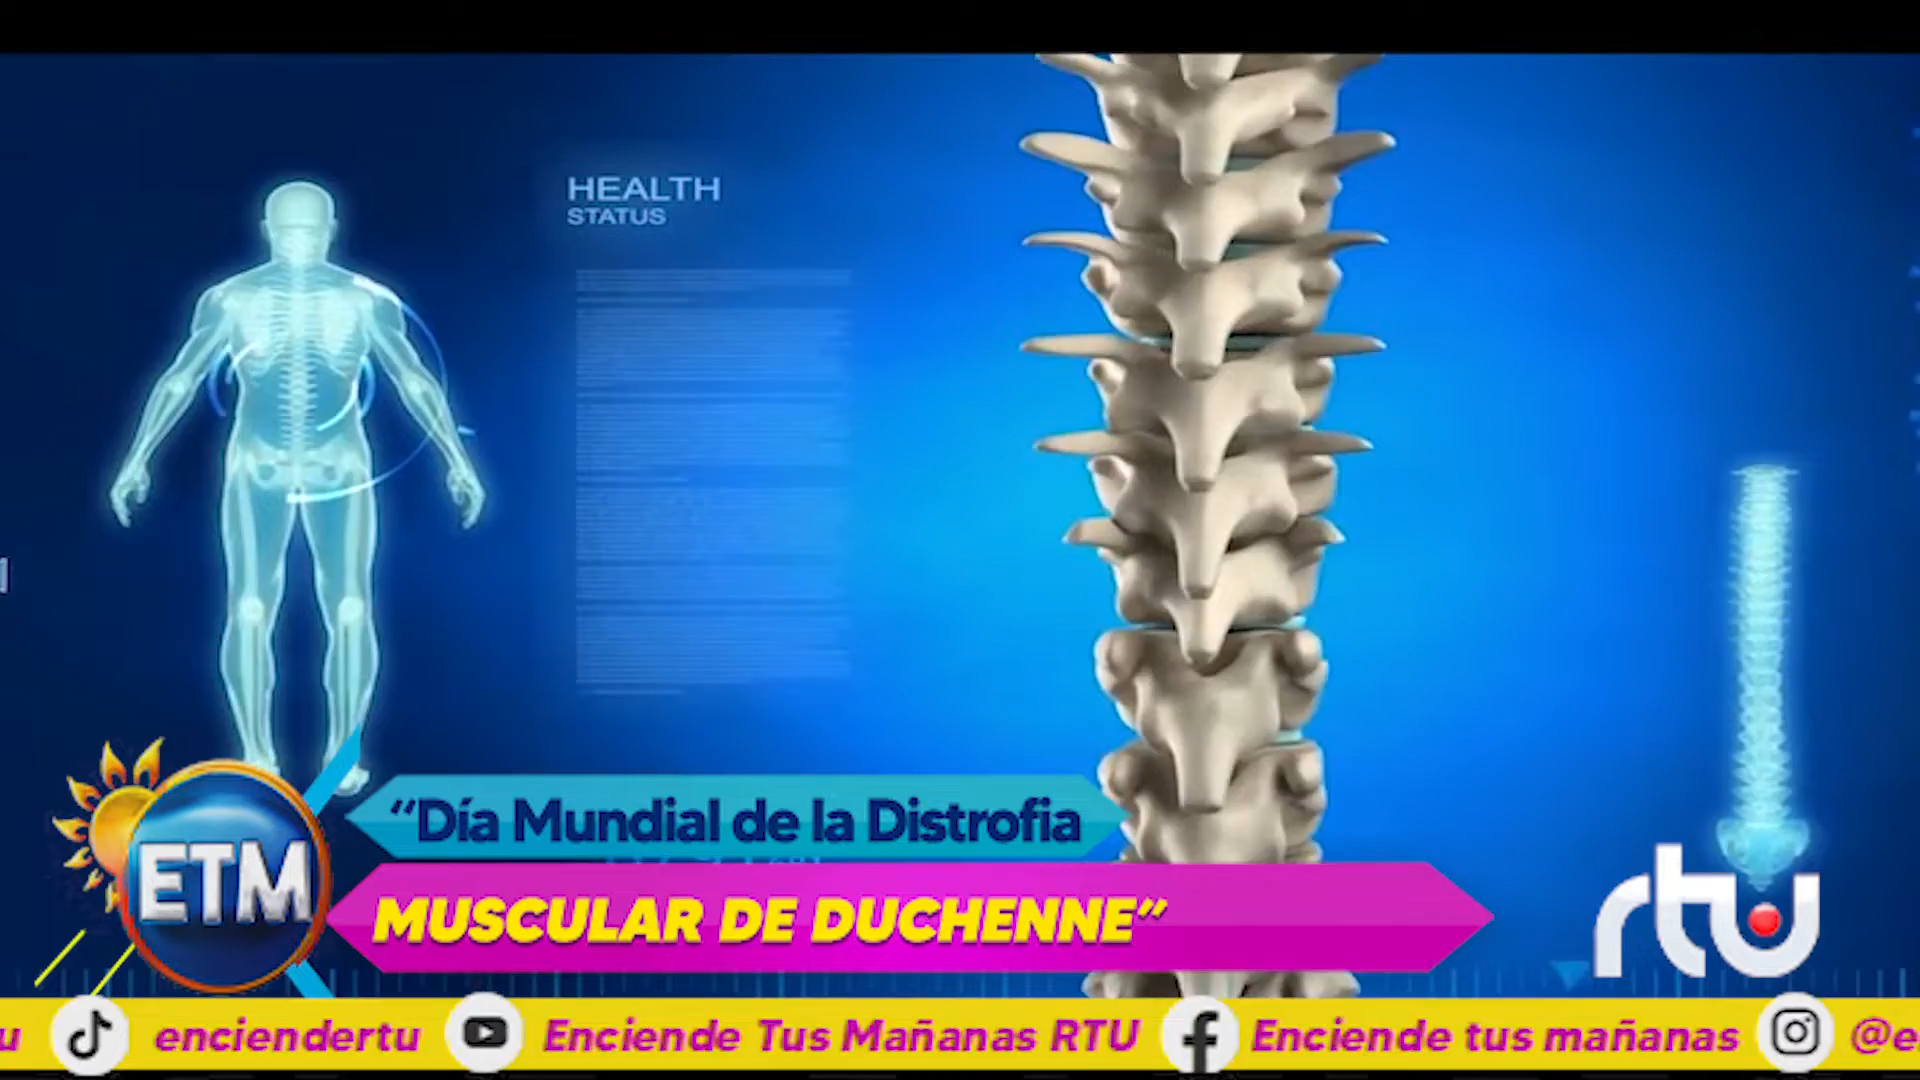 HEALTH
STATUS
“Día Mundial de la Distrofia
MUSCULAR DE DUCHENNE”
ETM
rtu
enciendertu Enciende Tus Mañanas RTU Enciende tus mañanas